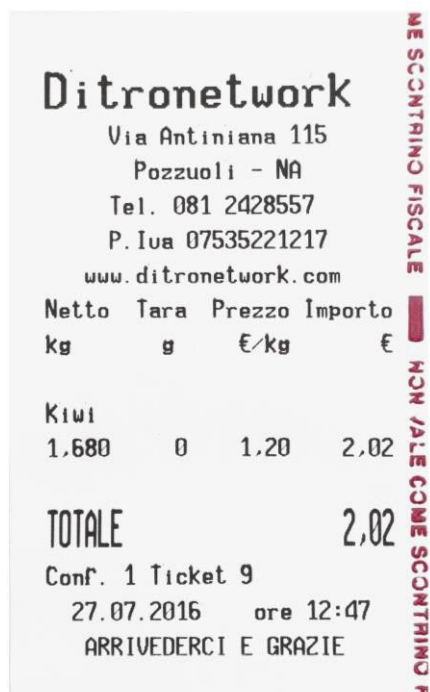 Ditronetwork
Via Antiniana 115
Pozzuoli - NA
Tel. 081 2428557
P.Iva 07535221217
www.ditronetwork.com
Netto Tara Prezzo Importo
kg g €/kg €
Kiwi
1,680 0 1,20 2,02
TOTALE 2,02
Conf. 1 Ticket 9
27.07.2016 ore 12:47
ARRIVEDERCI E GRAZIE
ME SCONTRINO FISCALE
NON VALE COME SCONTRINO F